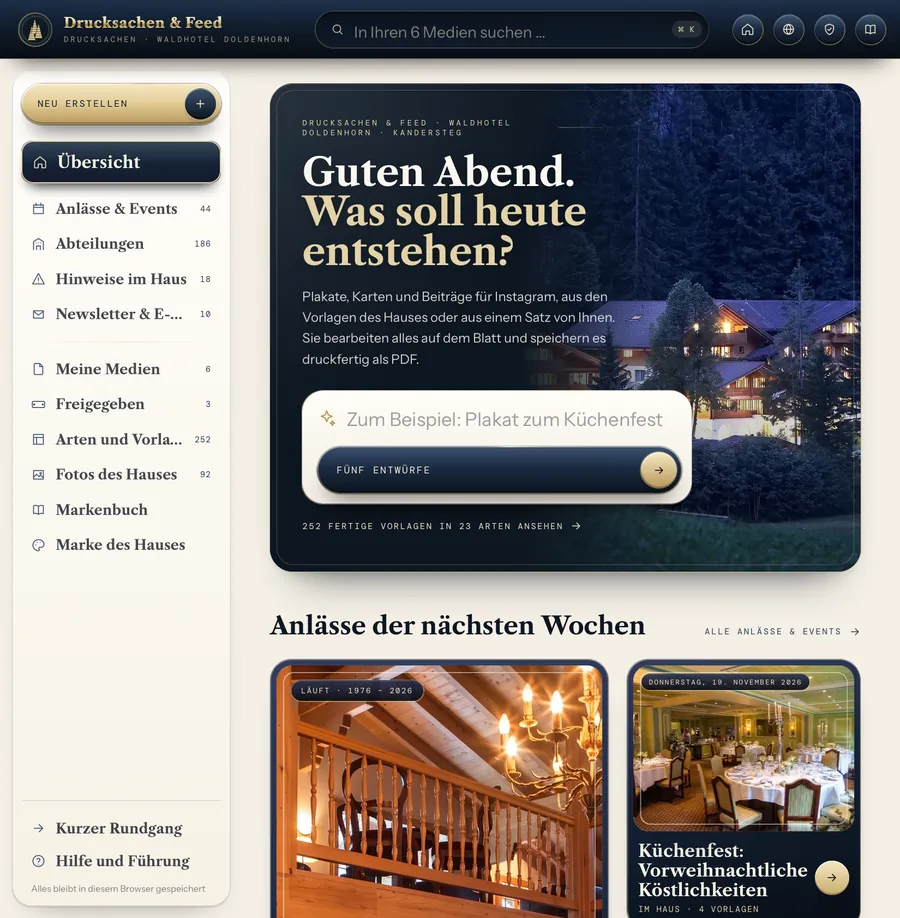 Drucksachen & Feed
DRUCKSACHEN · WALDHOTEL DOLDENHORN
In Ihren 6 Medien suchen ...
⌘ K
NEU ERSTELLEN
Übersicht
Anlässe & Events 44
Abteilungen 186
Hinweise im Haus 18
Newsletter & E-... 10
Meine Medien 6
Freigegeben 3
Arten und Vorla... 252
Fotos des Hauses 92
Markenbuch
Marke des Hauses
Kurzer Rundgang
Hilfe und Führung
Alles bleibt in diesem Browser gespeichert
DRUCKSACHEN & FEED · WALDHOTEL
DOLDENHORN · KANDERSTEG
Guten Abend.
Was soll heute
entstehen?
Plakate, Karten und Beiträge für Instagram, aus den
Vorlagen des Hauses oder aus einem Satz von Ihnen.
Sie bearbeiten alles auf dem Blatt und speichern es
druckfertig als PDF.
Zum Beispiel: Plakat zum Küchenfest
FÜNF ENTWÜRFE
252 FERTIGE VORLAGEN IN 23 ARTEN ANSEHEN →
Anlässe der nächsten Wochen
ALLE ANLÄSSE & EVENTS →
LÄUFT · 1976 – 2026
DONNERSTAG, 19. NOVEMBER 2026
Küchenfest:
Vorweihnachtliche
Köstlichkeiten
IM HAUS · 4 VORLAGEN